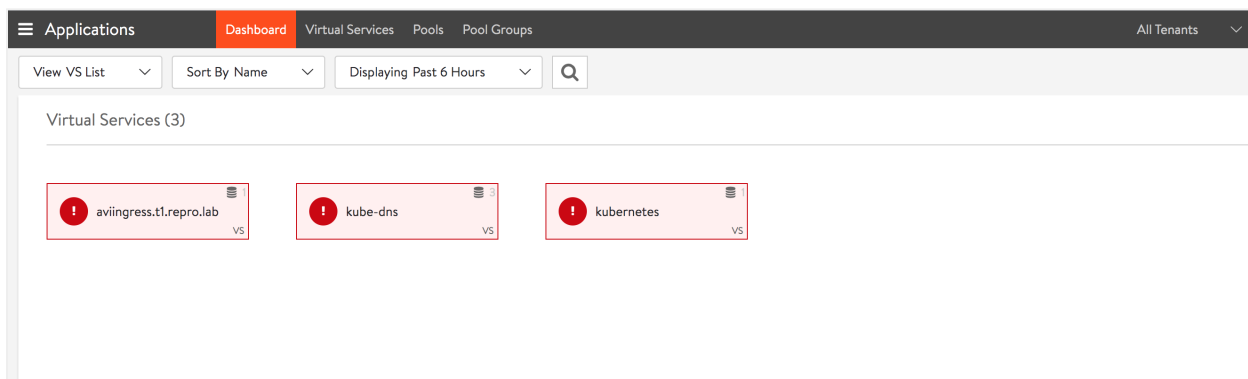 Applications Dashboard Virtual Services Pools Pool Groups All Tenants
View VS List Sort By Name Displaying Past 6 Hours
Virtual Services (3)
1 3 1
! aviingress.t1.repro.lab ! kube-dns ! kubernetes
VS VS VS